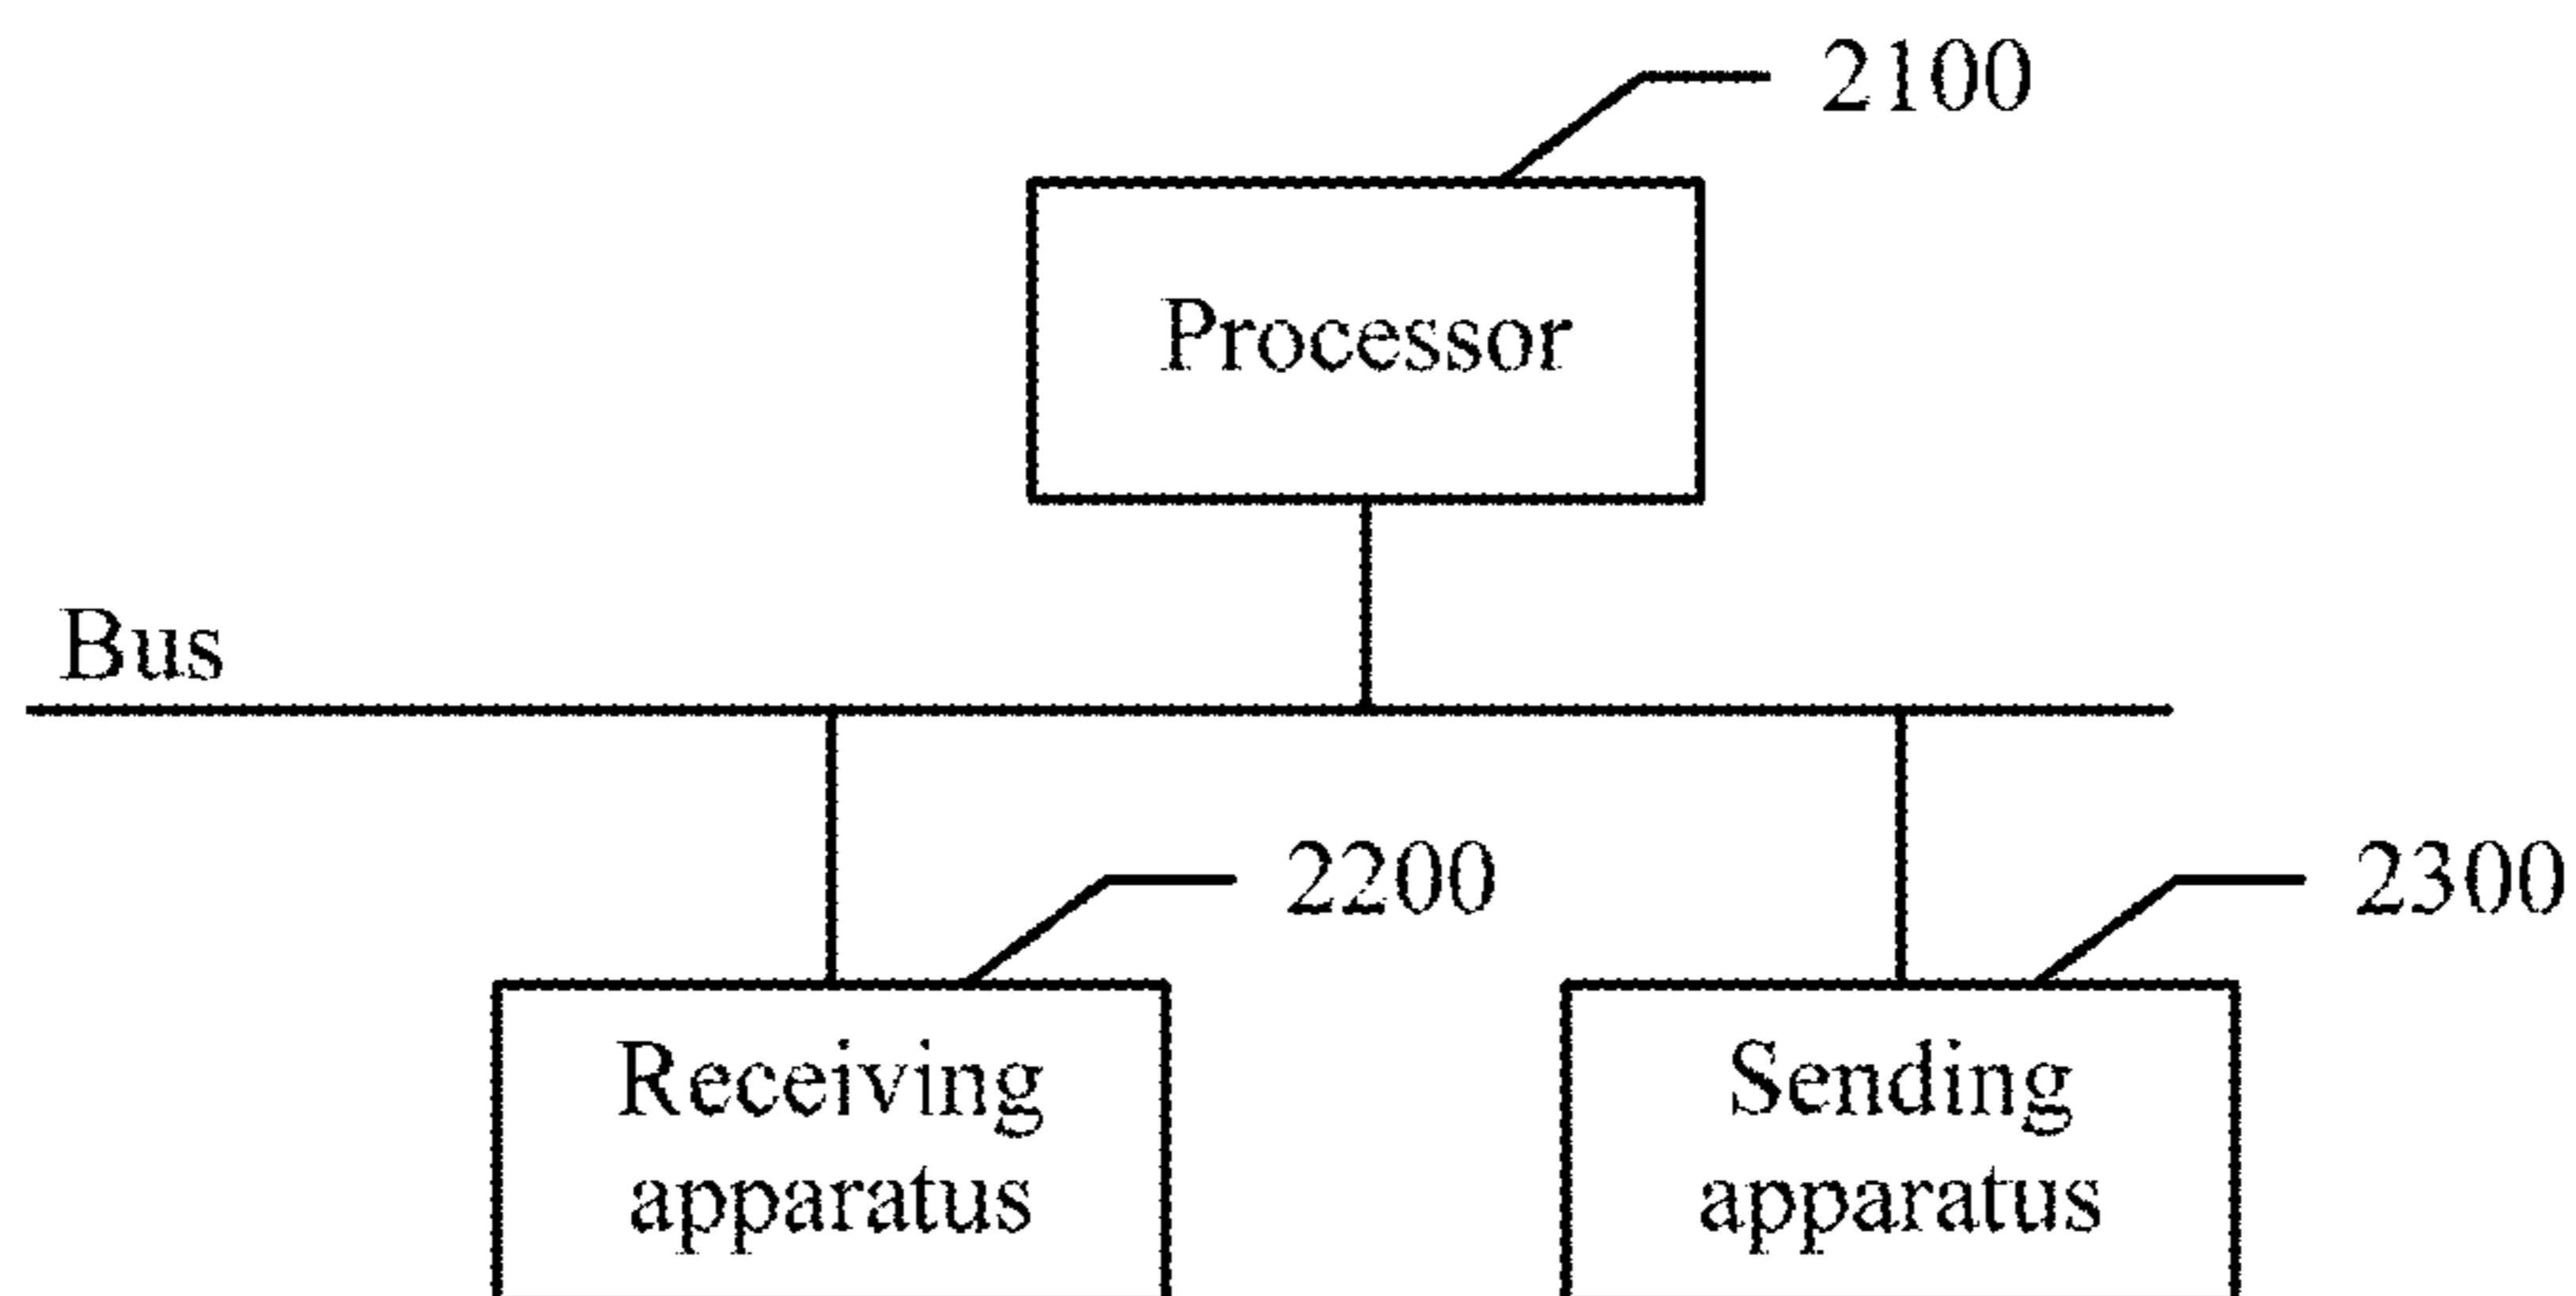 2100
Processor
Bus
2200
2300
Receiving
apparatus
Sending
apparatus